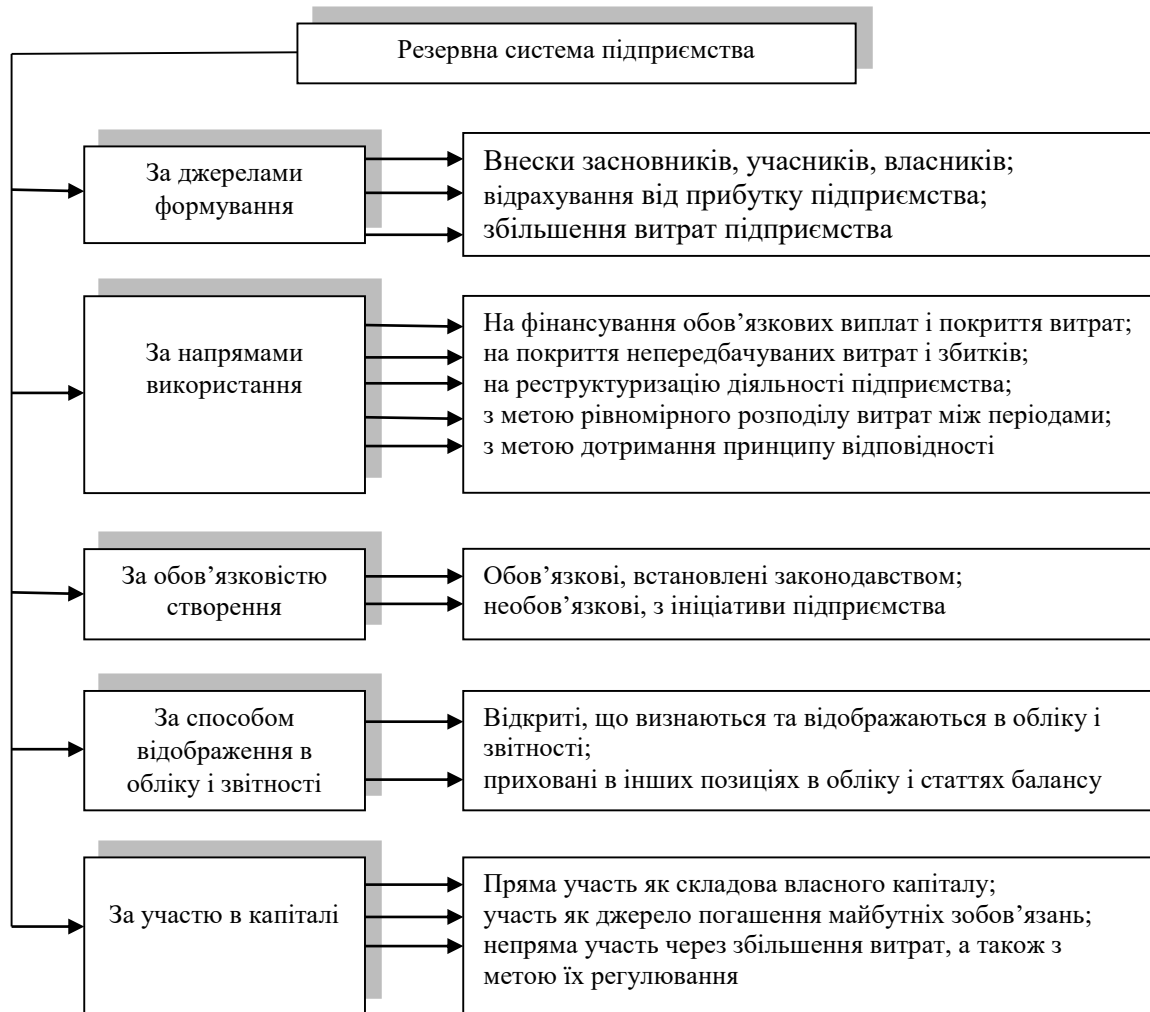 Резервна система підприємства
За джерелами
формування
Внески засновників, учасників, власників;
відрахування від прибутку підприємства;
збільшення витрат підприємства
За напрямами
використання
На фінансування обов’язкових виплат і покриття витрат;
на покриття непередбачуваних витрат і збитків;
на реструктуризацію діяльності підприємства;
з метою рівномірного розподілу витрат між періодами;
з метою дотримання принципу відповідності
За обов’язковістю
створення
Обов’язкові, встановлені законодавством;
необов’язкові, з ініціативи підприємства
За способом
відображення в
обліку і звітності
Відкриті, що визнаються та відображаються в обліку і
звітності;
приховані в інших позиціях в обліку і статтях балансу
За участю в капіталі
Пряма участь як складова власного капіталу;
участь як джерело погашення майбутніх зобов’язань;
непряма участь через збільшення витрат, а також з
метою їх регулювання